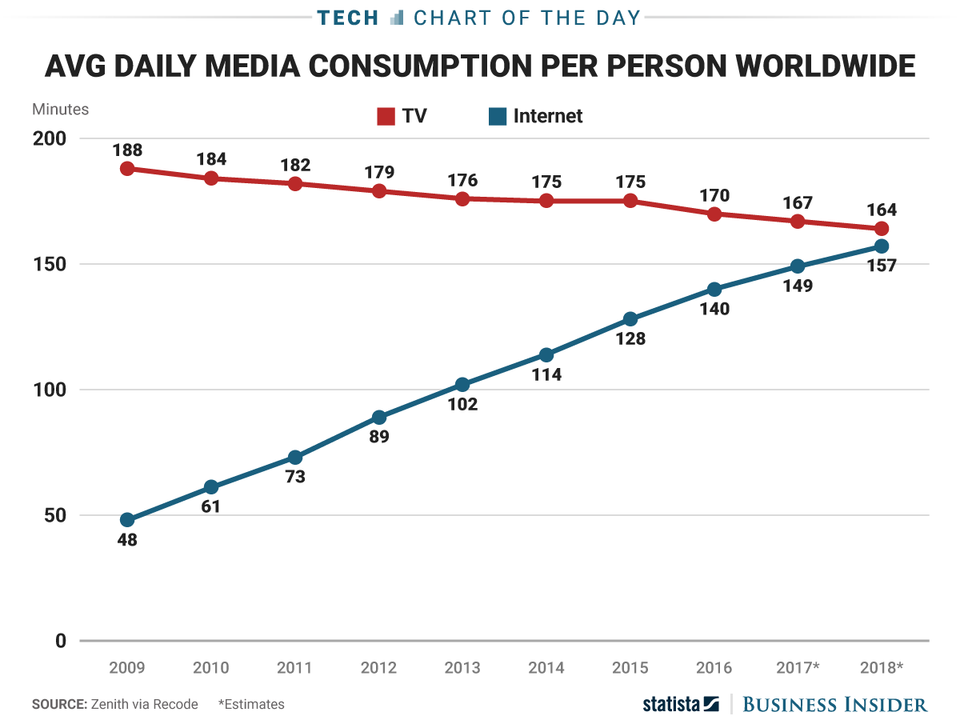 TECH CHART OF THE DAY
AVG DAILY MEDIA CONSUMPTION PER PERSON WORLDWIDE
Minutes
TV Internet
200
188 184 182 179 176 175 175 170 167 164
150
157
149
140
128
114
100
102
89
73
61
50
48
0
2009 2010 2011 2012 2013 2014 2015 2016 2017* 2018*
SOURCE: Zenith via Recode *Estimates
statista BUSINESS INSIDER